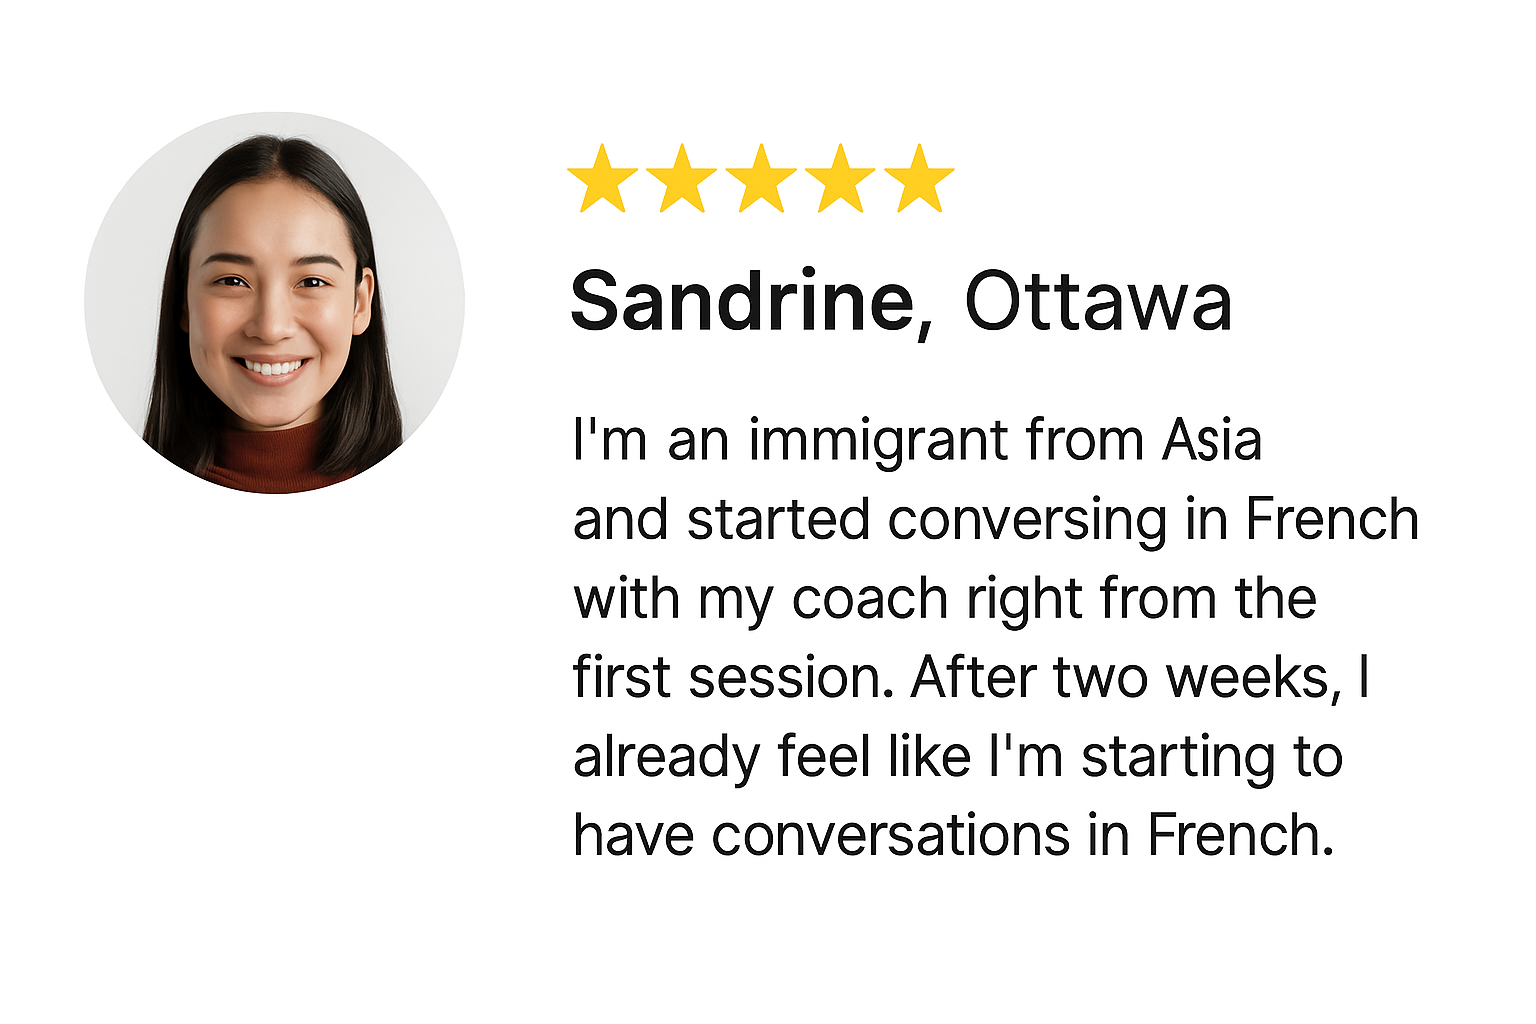 Sandrine, Ottawa
I'm an immigrant from Asia
and started conversing in French
with my coach right from the
first session. After two weeks, I
already feel like I'm starting to
have conversations in French.